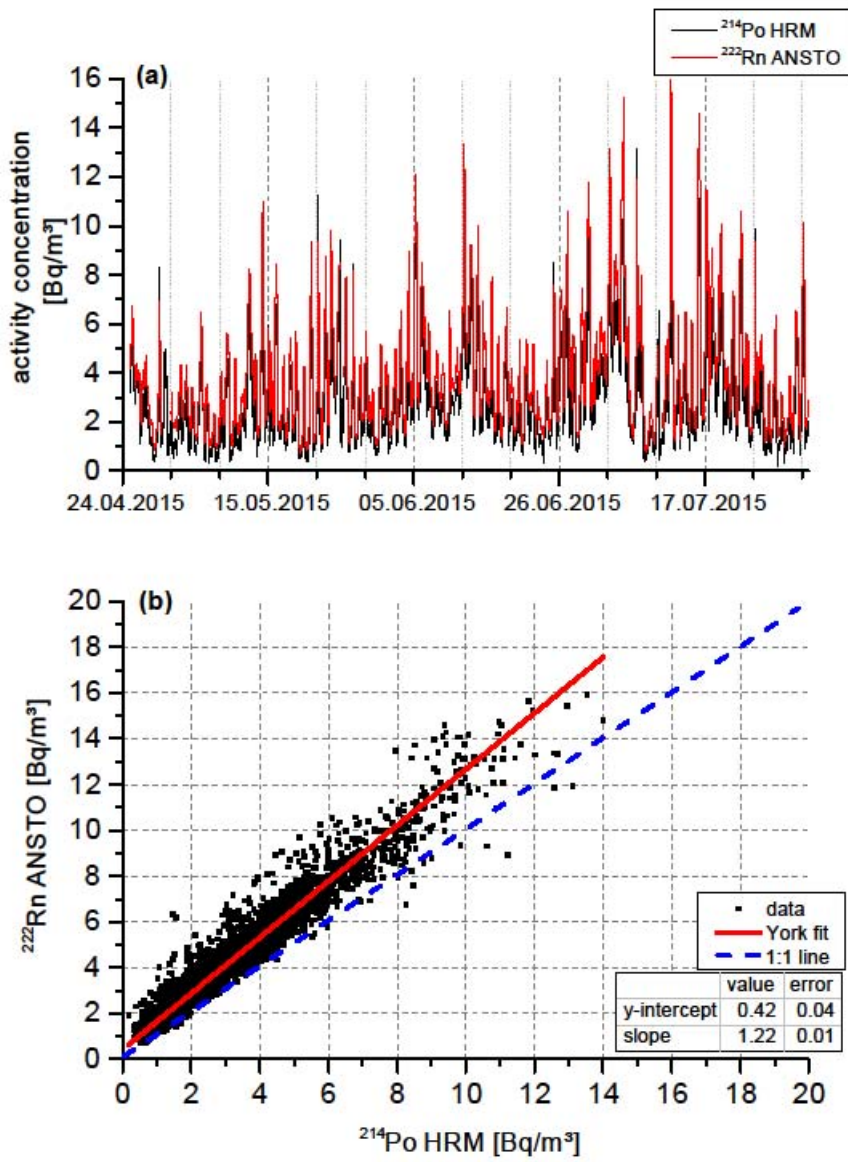 ²¹⁴Po HRM
²²²Rn ANSTO
(a)
16
14
12
10
8
6
4
2
0
activity concentration
[Bq/m³]
24.04.2015 15.05.2015 05.06.2015 26.06.2015 17.07.2015
(b)
20
18
16
14
12
10
8
6
4
2
0
²²²Rn ANSTO [Bq/m³]
data
York fit
1:1 line
value error
y-intercept 0.42 0.04
slope 1.22 0.01
0 2 4 6 8 10 12 14 16 18 20
²¹⁴Po HRM [Bq/m³]